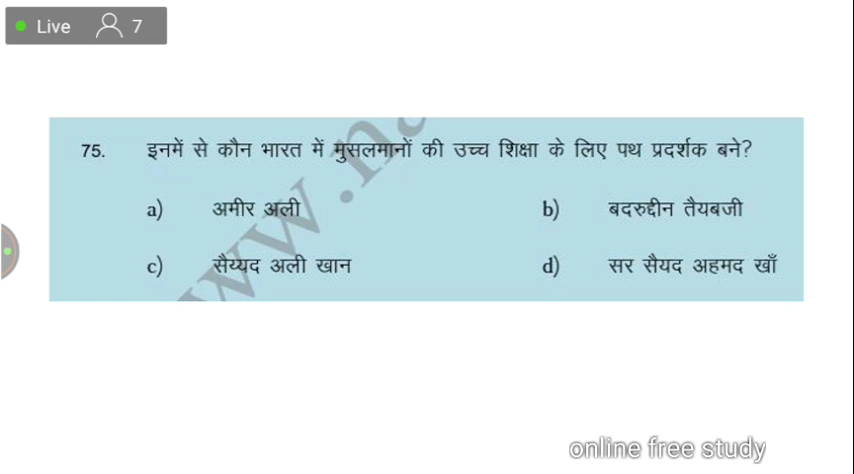 Live 7
75. इनमें से कौन भारत में मुसलमानों की उच्च शिक्षा के लिए पथ प्रदर्शक बने?
a) अमीर अली b) बदरुद्दीन तैयबजी
c) सैय्यद अली खान d) सर सैयद अहमद खाँ
online free study